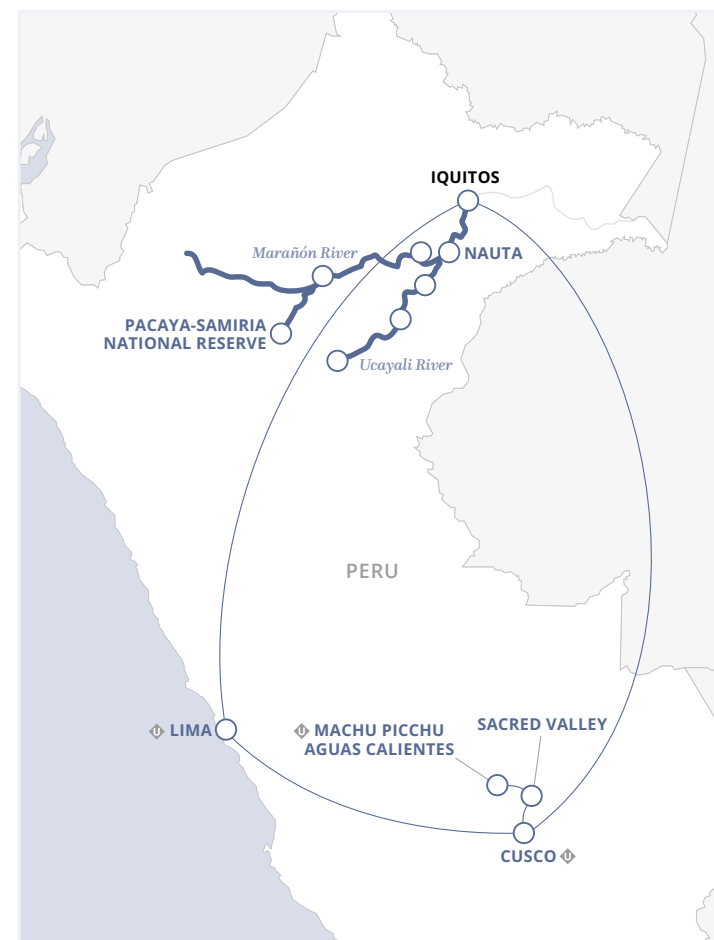 IQUITOS
Marañón River
NAUTA
PACAYA-SAMIRIA
NATIONAL RESERVE
Ucayali River
PERU
U LIMA
U MACHU PICCHU
AGUAS CALIENTES
SACRED VALLEY
CUSCO U